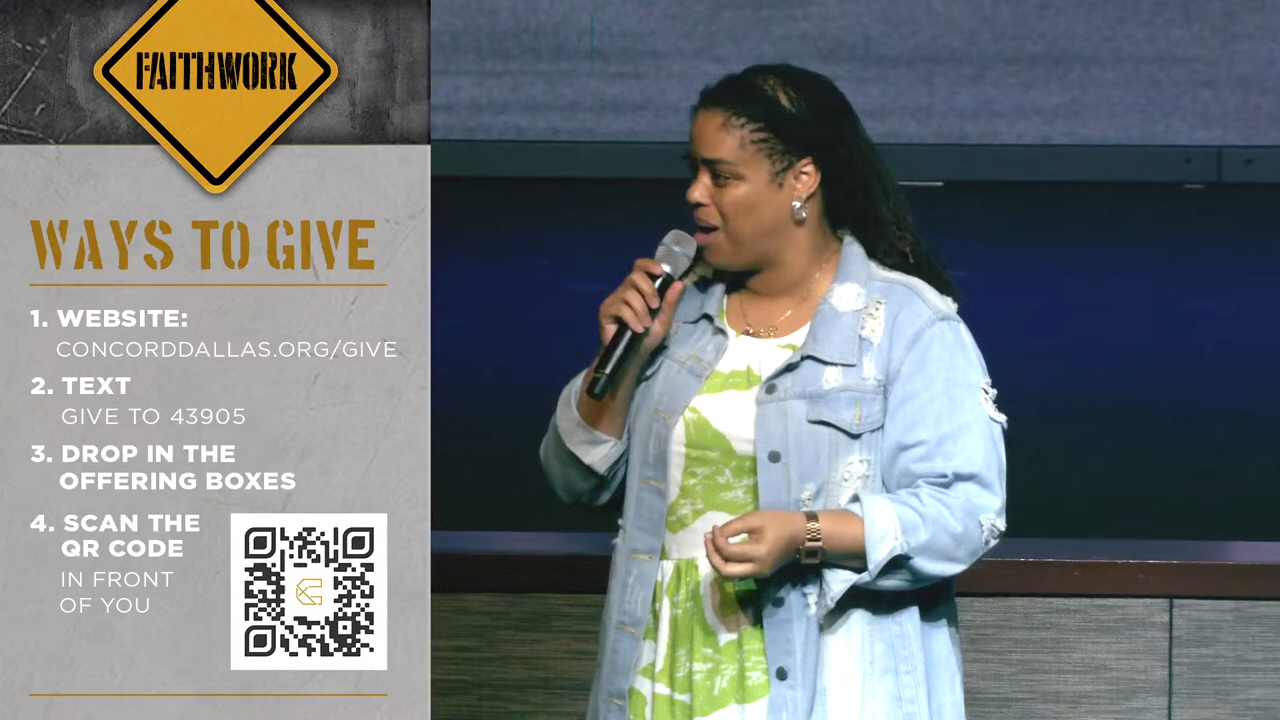 FAITHWORK
WAYS TO GIVE
1. WEBSITE:
CONCORDDALLAS.ORG/GIVE
2. TEXT
GIVE TO 43905
3. DROP IN THE
OFFERING BOXES
4. SCAN THE
QR CODE
IN FRONT
OF YOU